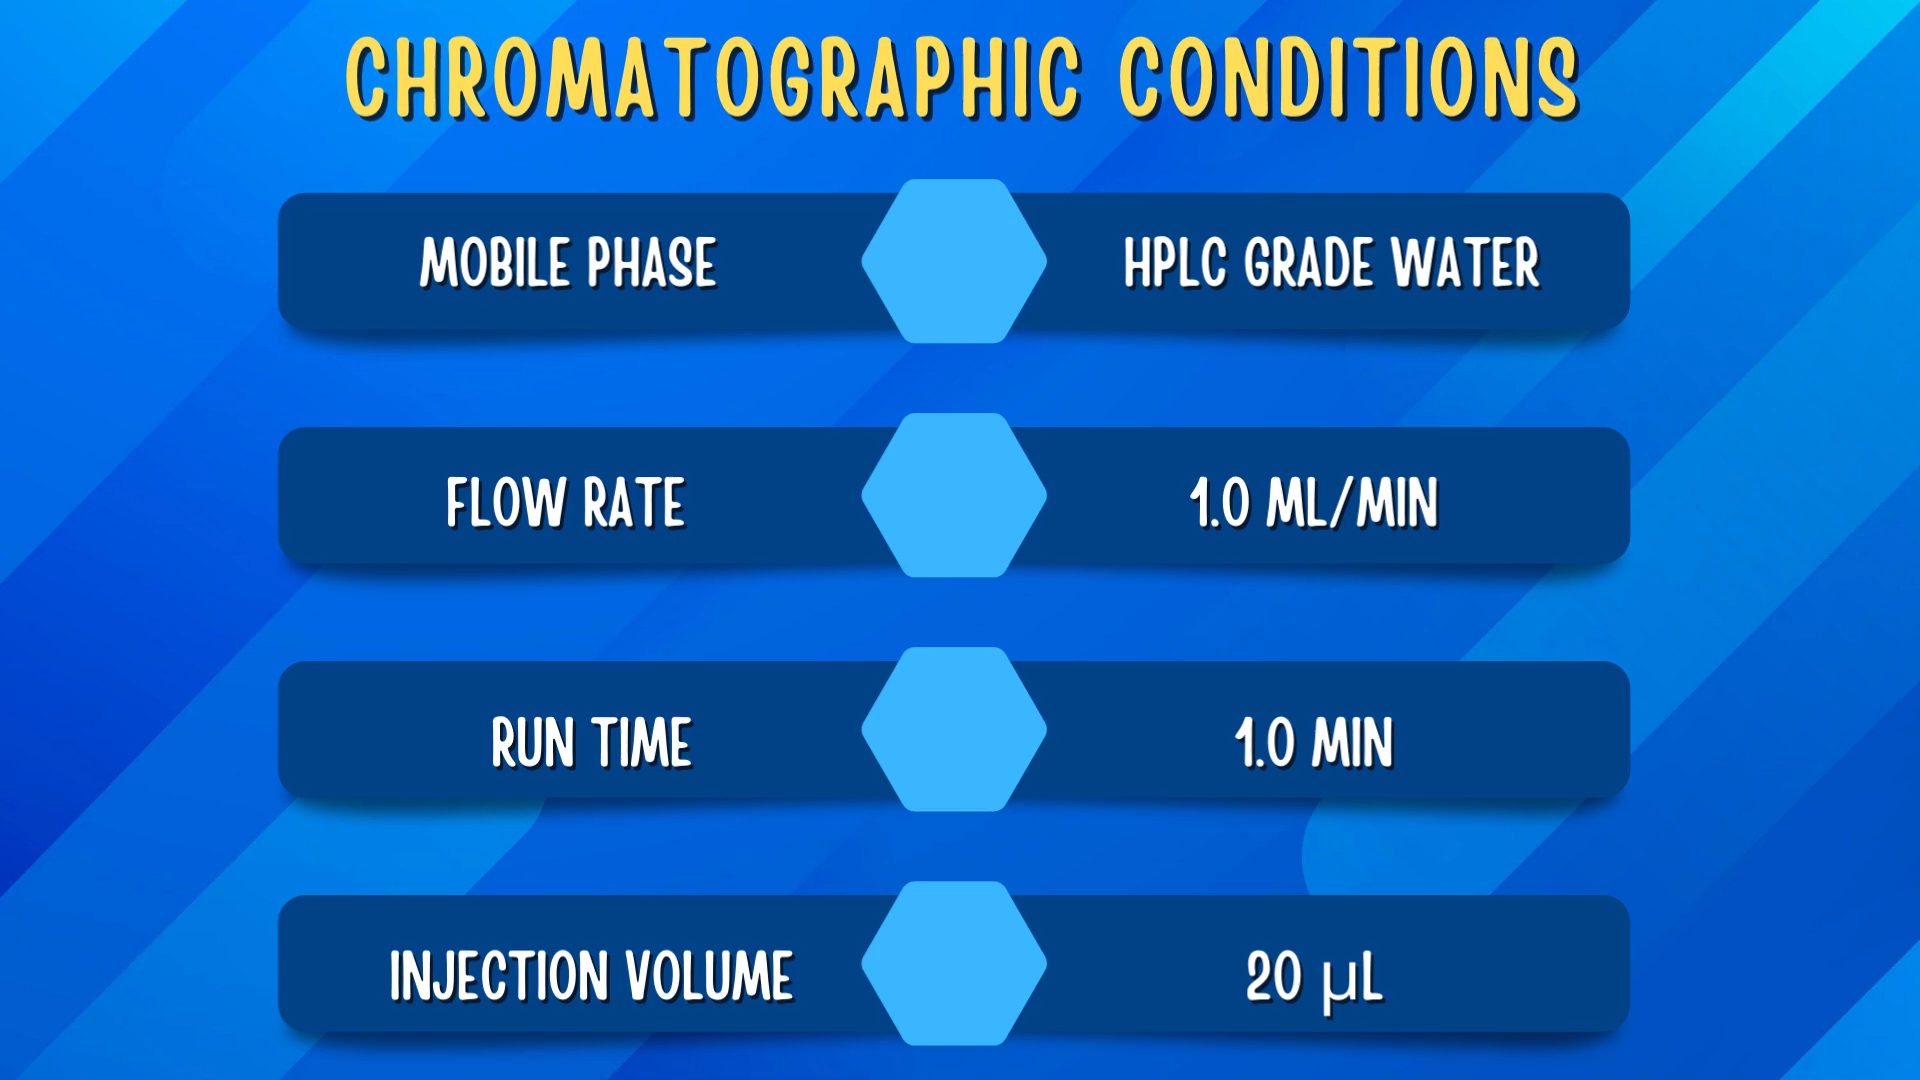 CHROMATOGRAPHIC CONDITIONS
MOBILE PHASE
HPLC GRADE WATER
FLOW RATE
1.0 ML/MIN
RUN TIME
1.0 MIN
INJECTION VOLUME
20 µL